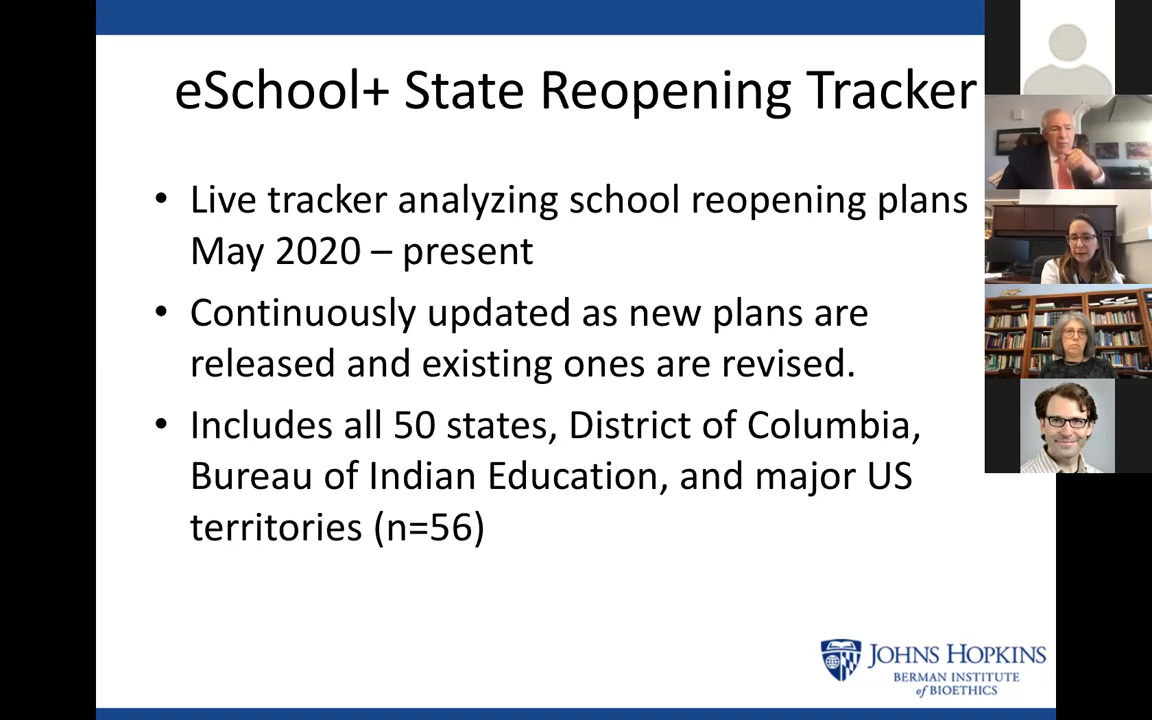 eSchool+ State Reopening Tracker
• Live tracker analyzing school reopening plans
May 2020 – present
• Continuously updated as new plans are
released and existing ones are revised.
• Includes all 50 states, District of Columbia,
Bureau of Indian Education, and major US
territories (n=56)
JOHNS HOPKINS
BERMAN INSTITUTE
of BIOETHICS